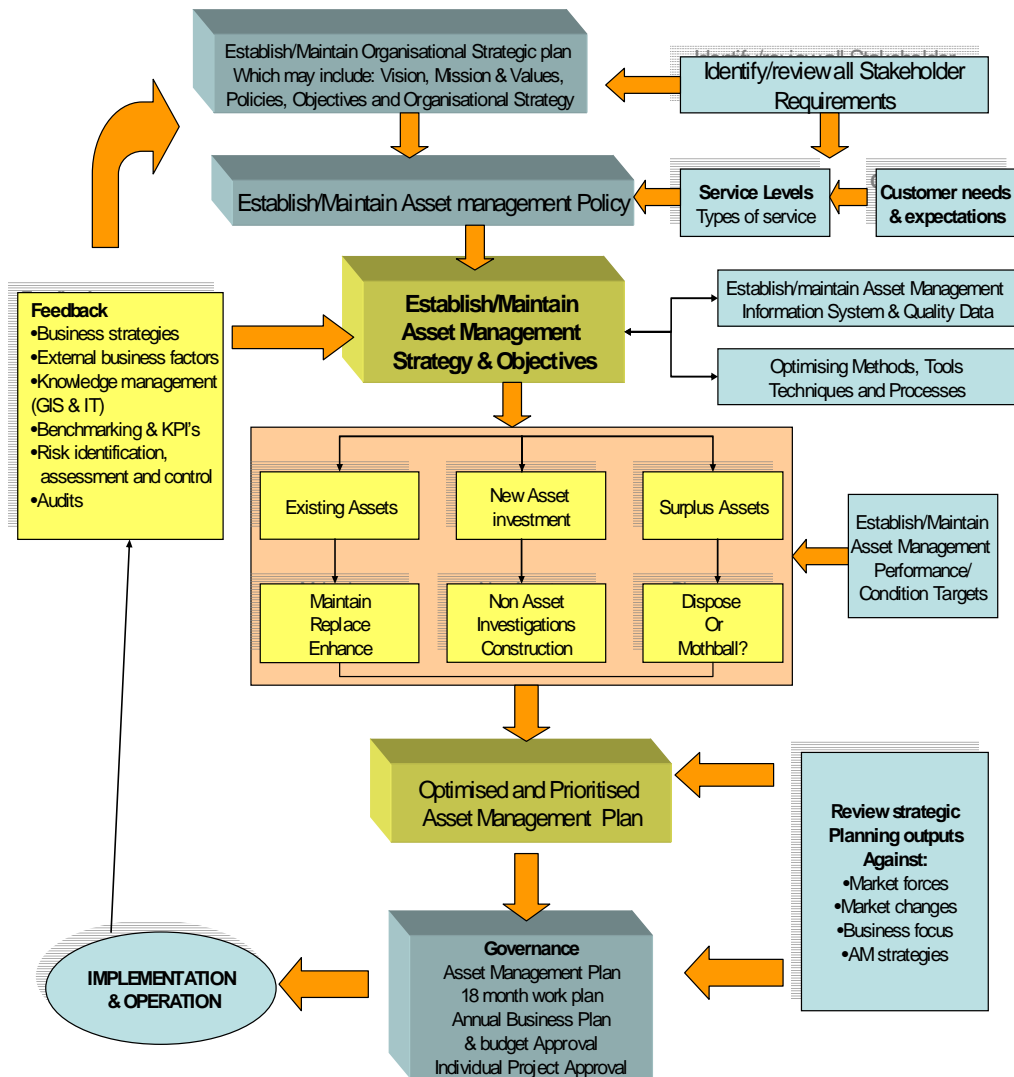 Establish/Maintain Organisational Strategic plan
Which may include: Vision, Mission & Values,
Policies, Objectives and Organisational Strategy
Identify/review all Stakeholder
Identify/review all Stakeholder
Requirements
Establish/Maintain Asset management Policy
Service Levels
Types of service
Customer needs
& expectations
Feedback
•Business strategies
•External business factors
•Knowledge management
(GIS & IT)
•Benchmarking & KPI's
•Risk identification,
assessment and control
•Audits
Establish/Maintain
Asset Management
Strategy & Objectives
Establish/maintain Asset Management
Information System & Quality Data
Optimising Methods, Tools
Techniques and Processes
Existing Assets
New Asset
investment
Surplus Assets
Maintain
Replace
Enhance
Non Asset
Investigations
Construction
Dispose
Or
Mothball?
Establish/Maintain
Asset Management
Performance/
Condition Targets
Optimised and Prioritised
Asset Management Plan
Review strategic
Planning outputs
Against:
•Market forces
•Market changes
•Business focus
•AM strategies
Governance
Asset Management Plan
18 month work plan
Annual Business Plan
& budget Approval
Individual Project Approval
IMPLEMENTATION
& OPERATION